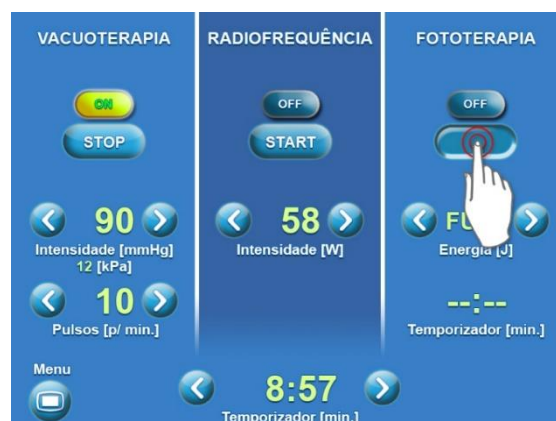 VACUOTERAPIA
ON
STOP
90
Intensidade [mmHg]
12 [kPa]
10
Pulsos [p/ min.]
Menu
RADIOFREQUÊNCIA
OFF
START
58
Intensidade [W]
8:57
Temporizador [min.]
FOTOTERAPIA
OFF
Energia [J]
--:--
Temporizador [min.]